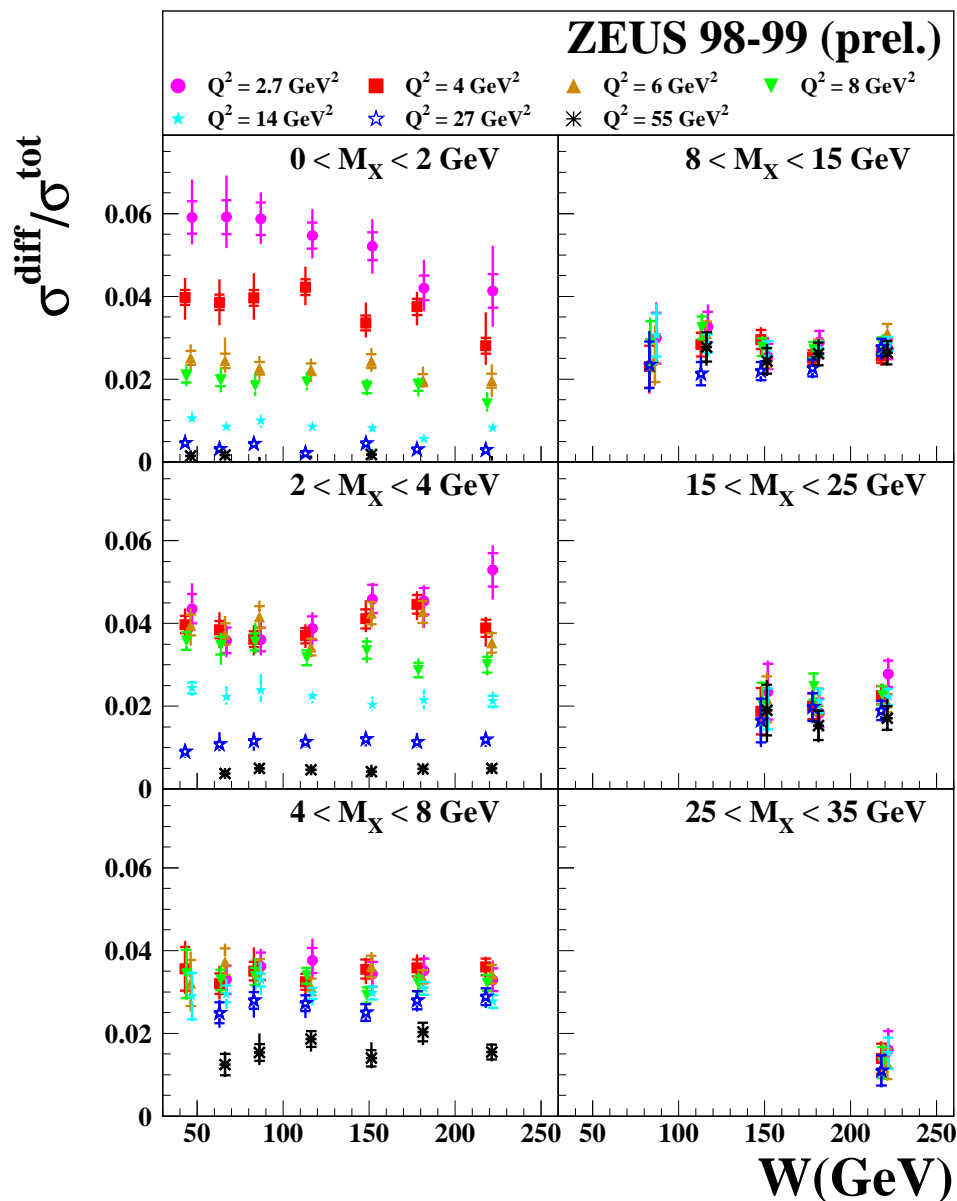 ZEUS 98-99 (prel.)
Q² = 2.7 GeV² Q² = 4 GeV² Q² = 6 GeV² Q² = 8 GeV²
Q² = 14 GeV² Q² = 27 GeV² Q² = 55 GeV²
σ^diff/σ^tot
0 < M_X < 2 GeV
8 < M_X < 15 GeV
0.06
0.04
0.02
0
2 < M_X < 4 GeV
15 < M_X < 25 GeV
0.06
0.04
0.02
0
4 < M_X < 8 GeV
25 < M_X < 35 GeV
0.06
0.04
0.02
0
50 100 150 200 250 50 100 150 200 250
W(GeV)